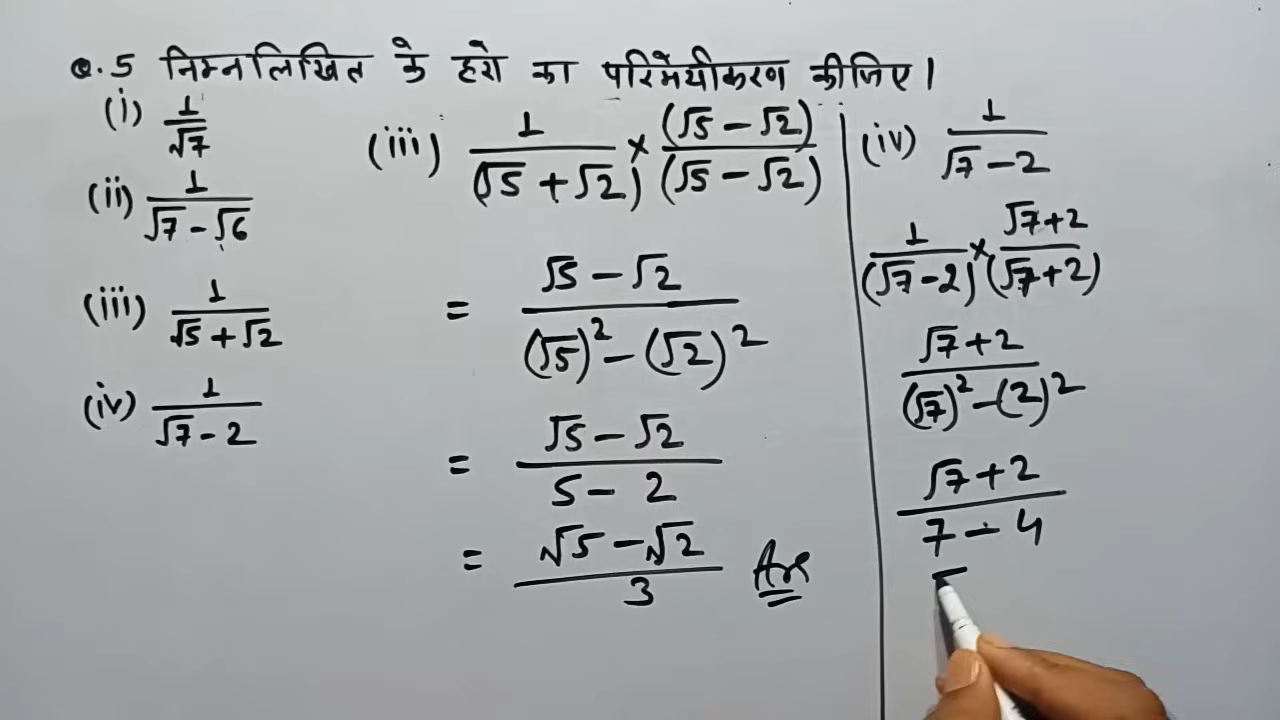 Q.5 निम्नलिखित के हरों का परिमेयीकरण कीजिए।
(i) 1/√7
(ii) 1/(√7 - √6)
(iii) 1/(√5 + √2)
(iv) 1/(√7 - 2)
(iii) 1/(√5 + √2) × (√5 - √2)/(√5 - √2)
= (√5 - √2)/((√5)² - (√2)²)
= (√5 - √2)/(5 - 2)
= (√5 - √2)/3 Ans
(iv) 1/(√7 - 2)
1/(√7 - 2) × (√7 + 2)/(√7 + 2)
(√7 + 2)/((√7)² - (2)²)
(√7 + 2)/(7 - 4)